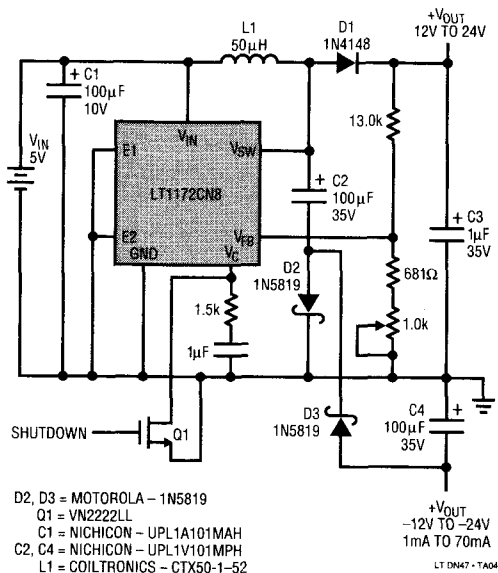 L1
50µH
D1
1N4148
+VOUT
12V TO 24V
+ C1
100µF
10V
13.0k
VIN
5V
VIN
E1
VSW
LT1172CN8
+ C2
100µF
35V
+
C3
1µF
35V
E2
VFB
GND
VC
D2
1N5819
681Ω
1.5k
1.0k
1µF
D3
1N5819
C4
100µF
35V
+
SHUTDOWN
Q1
+VOUT
–12V TO –24V
1mA TO 70mA
D2, D3 = MOTOROLA – 1N5819
Q1 = VN2222LL
C1 = NICHICON – UPL1A101MAH
C2, C4 = NICHICON – UPL1V101MPH
L1 = COILTRONICS – CTX50-1-52
LT DN47 • TA04